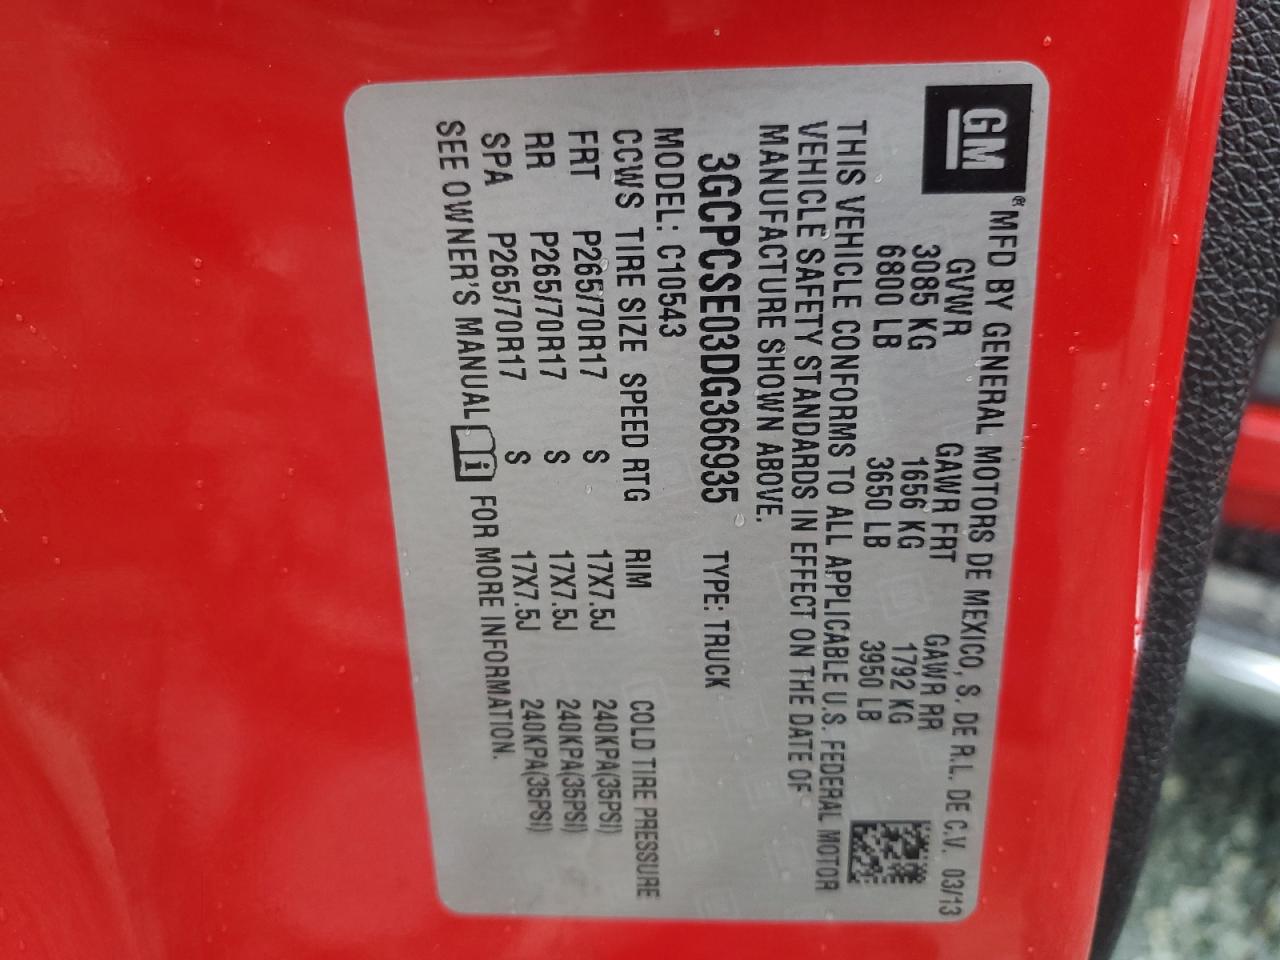 GM
® MFD BY GENERAL MOTORS DE MEXICO, S. DE R.L. DE C.V. 03/13
GVWR GAWR FRT GAWR RR
3085 KG 1656 KG 1792 KG
6800 LB 3650 LB 3950 LB
THIS VEHICLE CONFORMS TO ALL APPLICABLE U.S. FEDERAL MOTOR
VEHICLE SAFETY STANDARDS IN EFFECT ON THE DATE OF
MANUFACTURE SHOWN ABOVE.
3GCPCSE03DG366935 TYPE: TRUCK
MODEL: C10543
CCWS TIRE SIZE SPEED RTG RIM COLD TIRE PRESSURE
FRT P265/70R17 S 17X7.5J 240KPA(35PSI)
RR P265/70R17 S 17X7.5J 240KPA(35PSI)
SPA P265/70R17 S 17X7.5J 240KPA(35PSI)
SEE OWNER'S MANUAL i FOR MORE INFORMATION.